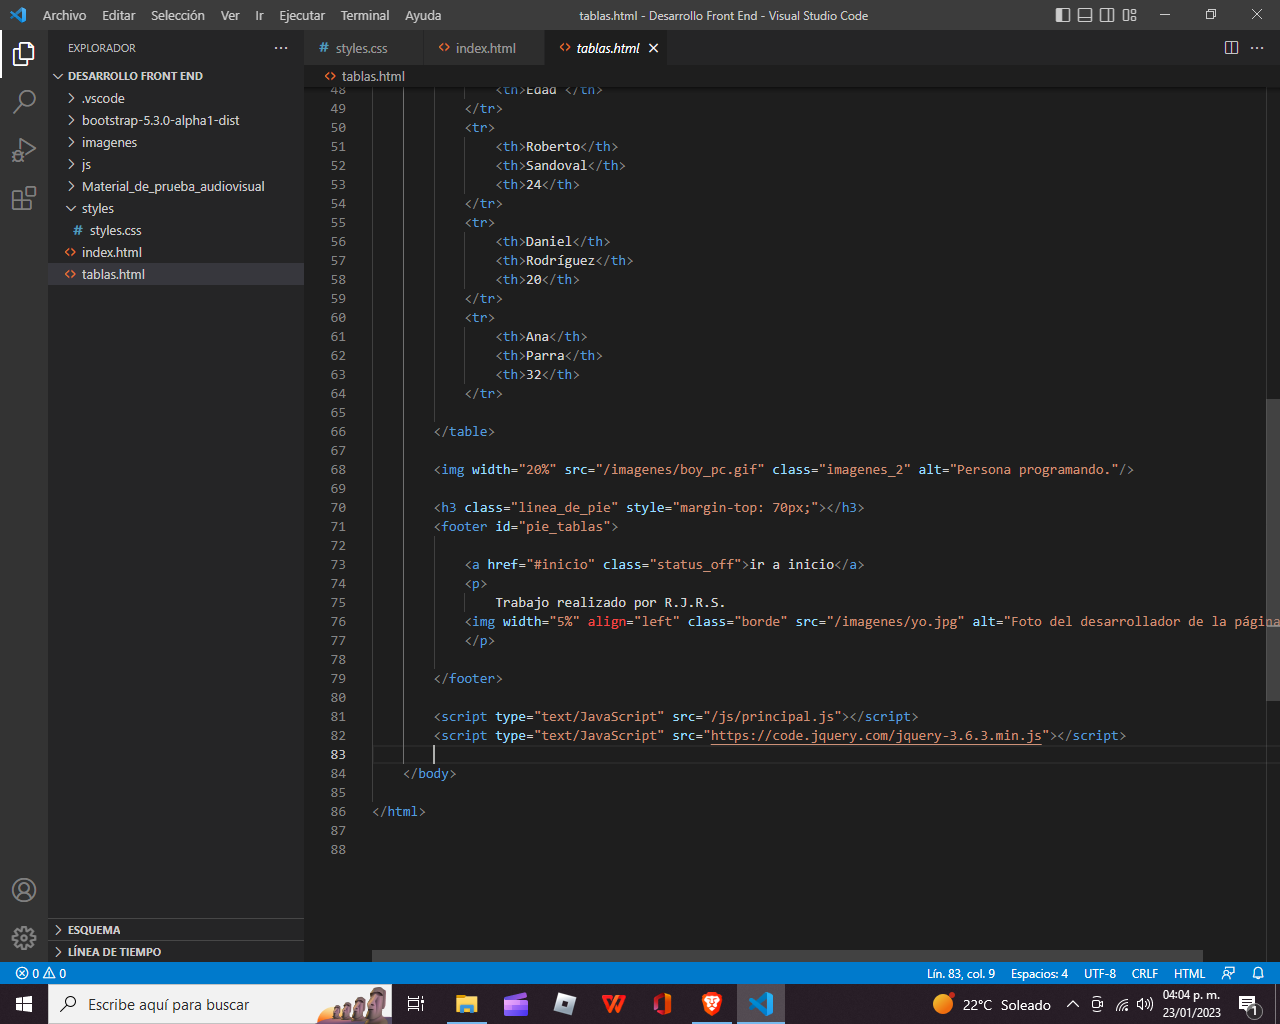 Archivo Editar Selección Ver Ir Ejecutar Terminal Ayuda
tablas.html - Desarrollo Front End - Visual Studio Code
EXPLORADOR
DESARROLLO FRONT END
.vscode
bootstrap-5.3.0-alpha1-dist
imagenes
js
Material_de_prueba_audiovisual
styles
# styles.css
<> index.html
<> tablas.html
ESQUEMA
LÍNEA DE TIEMPO
# styles.css <> index.html <> tablas.html
<> tablas.html
48 <th>Edad </th>
49 </tr>
50 <tr>
51 <th>Roberto</th>
52 <th>Sandoval</th>
53 <th>24</th>
54 </tr>
55 <tr>
56 <th>Daniel</th>
57 <th>Rodríguez</th>
58 <th>20</th>
59 </tr>
60 <tr>
61 <th>Ana</th>
62 <th>Parra</th>
63 <th>32</th>
64 </tr>
65
66 </table>
67
68 <img width="20%" src="/imagenes/boy_pc.gif" class="imagenes_2" alt="Persona programando."/>
69
70 <h3 class="linea_de_pie" style="margin-top: 70px;"></h3>
71 <footer id="pie_tablas">
72
73 <a href="#inicio" class="status_off">ir a inicio</a>
74 <p>
75 Trabajo realizado por R.J.R.S.
76 <img width="5%" align="left" class="borde" src="/imagenes/yo.jpg" alt="Foto del desarrollador de la página
77 </p>
78
79 </footer>
80
81 <script type="text/JavaScript" src="/js/principal.js"></script>
82 <script type="text/JavaScript" src="https://code.jquery.com/jquery-3.6.3.min.js"></script>
83
84 </body>
85
86 </html>
87
88
0 0
Lín. 83, col. 9 Espacios: 4 UTF-8 CRLF HTML
Escribe aquí para buscar
22°C Soleado
04:04 p. m.
23/01/2023
1